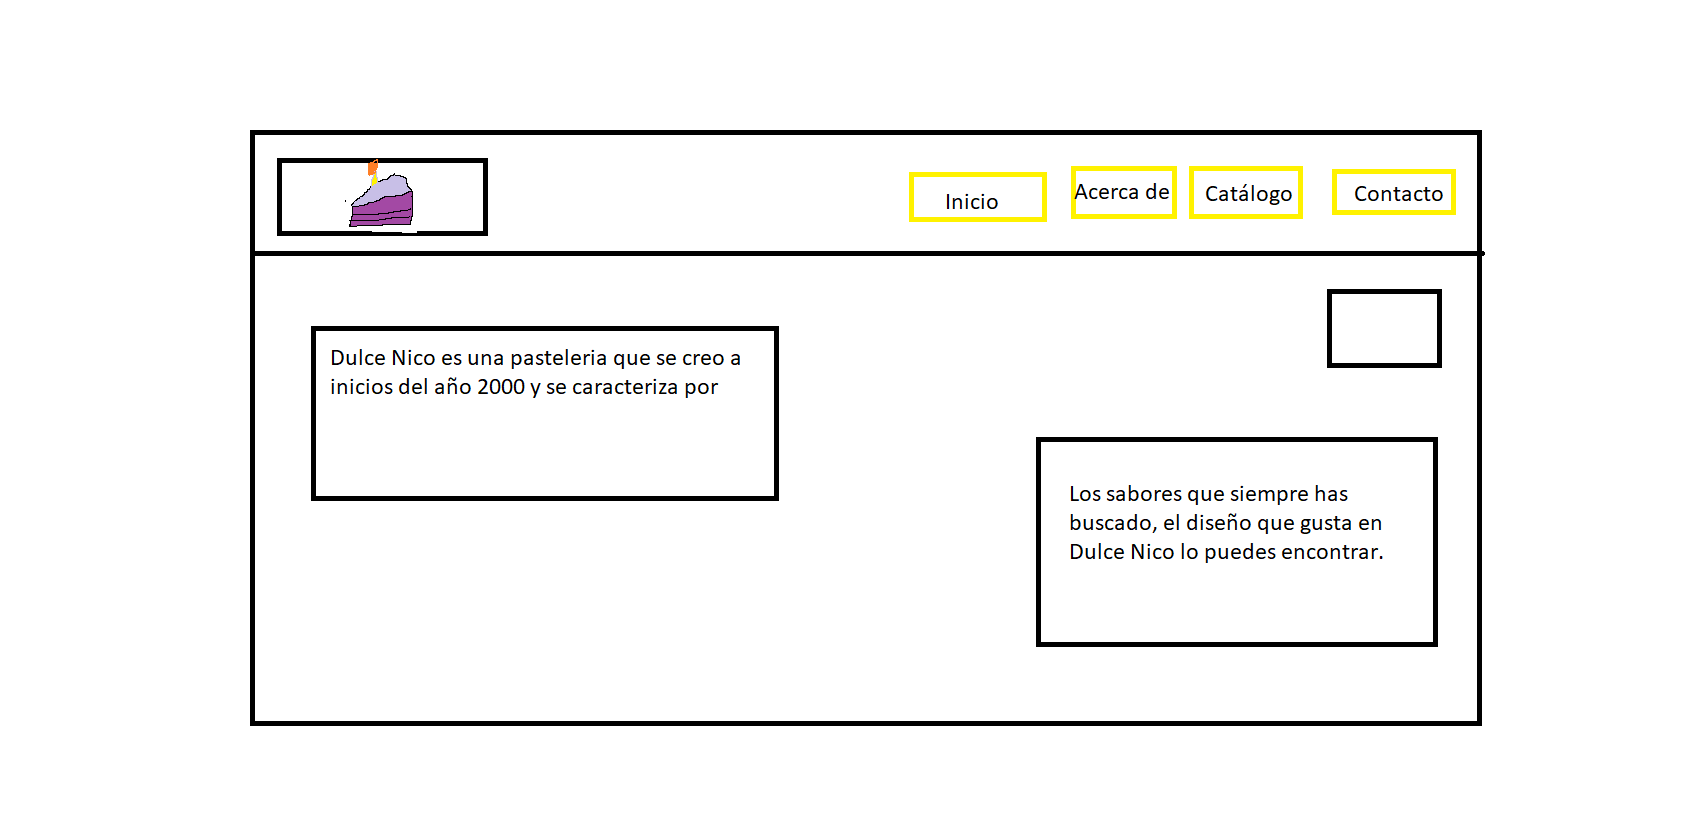 Inicio
Acerca de
Catálogo
Contacto
Dulce Nico es una pasteleria que se creo a
inicios del año 2000 y se caracteriza por
Los sabores que siempre has
buscado, el diseño que gusta en
Dulce Nico lo puedes encontrar.